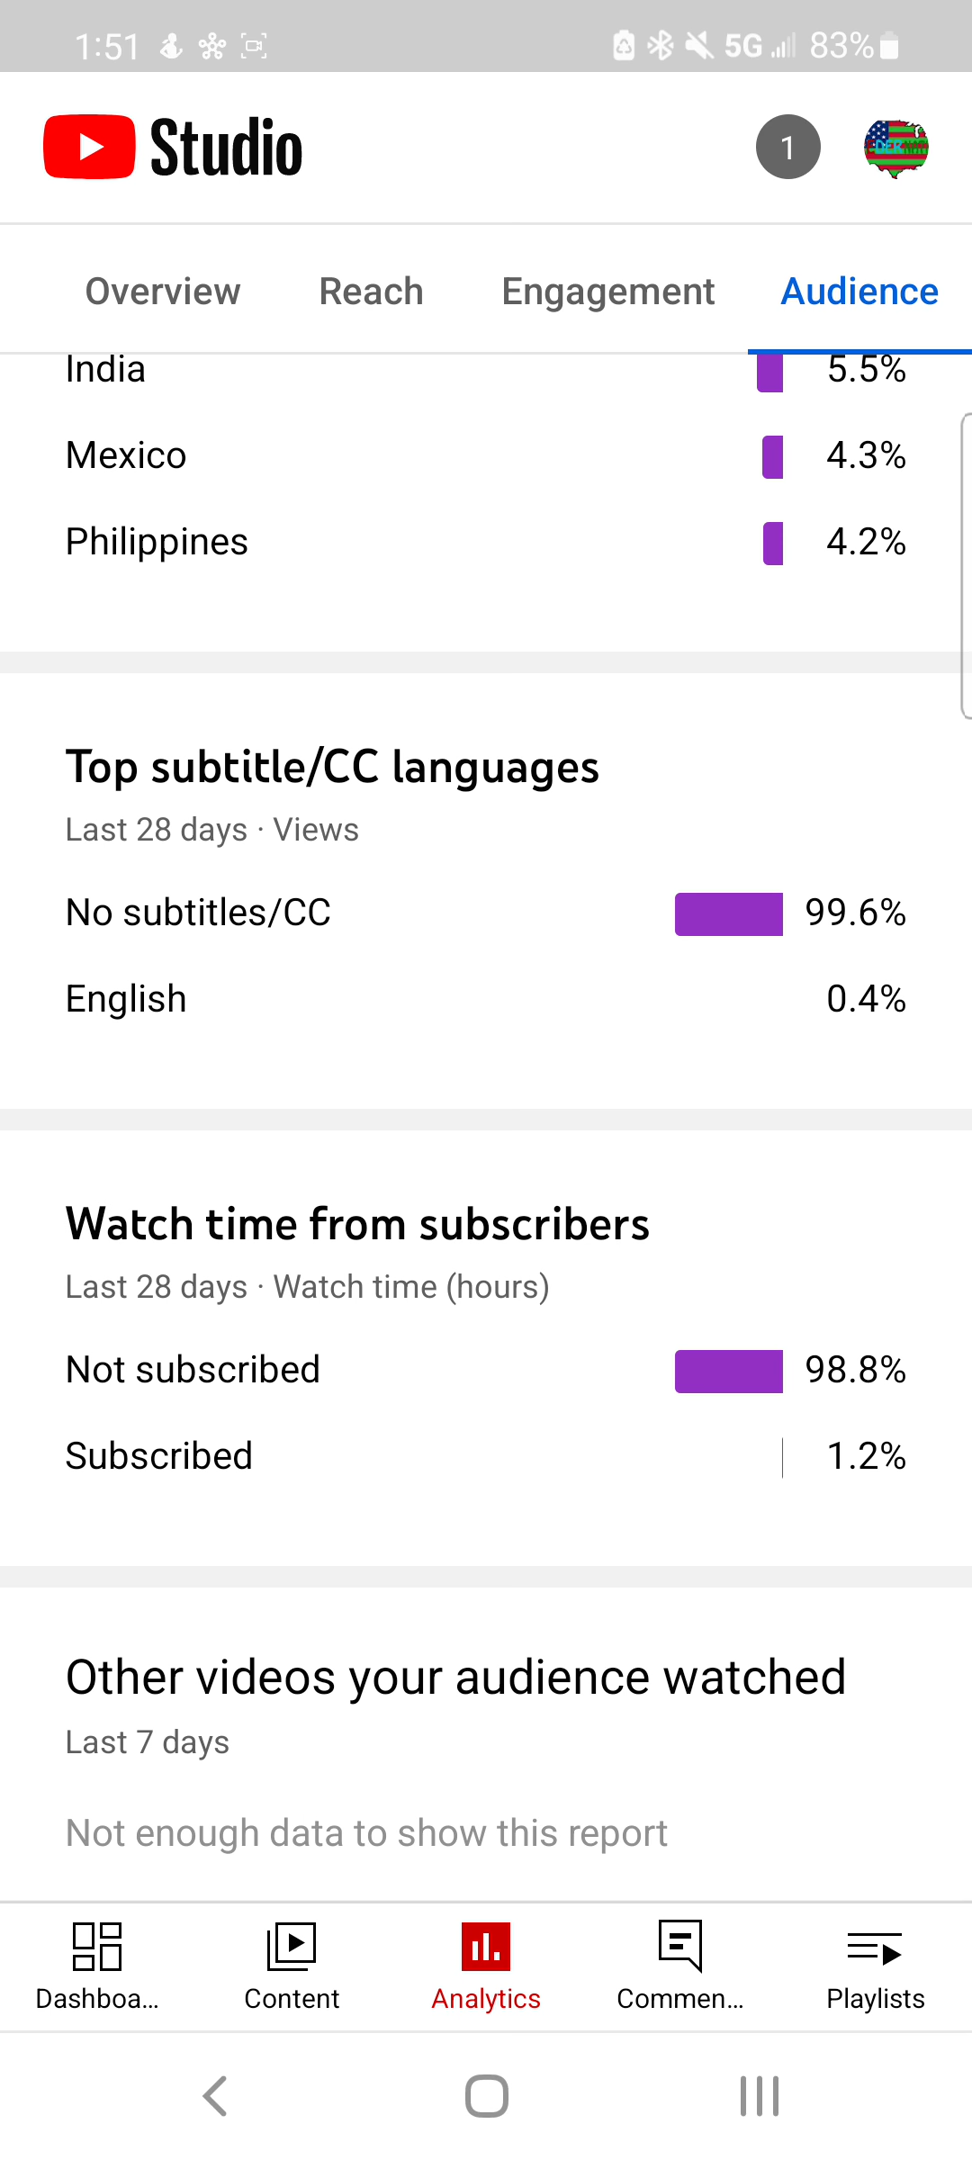 1:51 5G 83%
Studio 1
Overview Reach Engagement Audience
India 5.5%
Mexico 4.3%
Philippines 4.2%
Top subtitle/CC languages
Last 28 days · Views
No subtitles/CC 99.6%
English 0.4%
Watch time from subscribers
Last 28 days · Watch time (hours)
Not subscribed 98.8%
Subscribed 1.2%
Other videos your audience watched
Last 7 days
Not enough data to show this report
Dashboa... Content Analytics Commen... Playlists